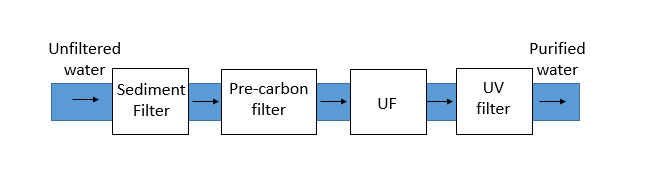 Unfiltered
water
Sediment
Filter
Pre-carbon
filter
UF
UV
filter
Purified
water